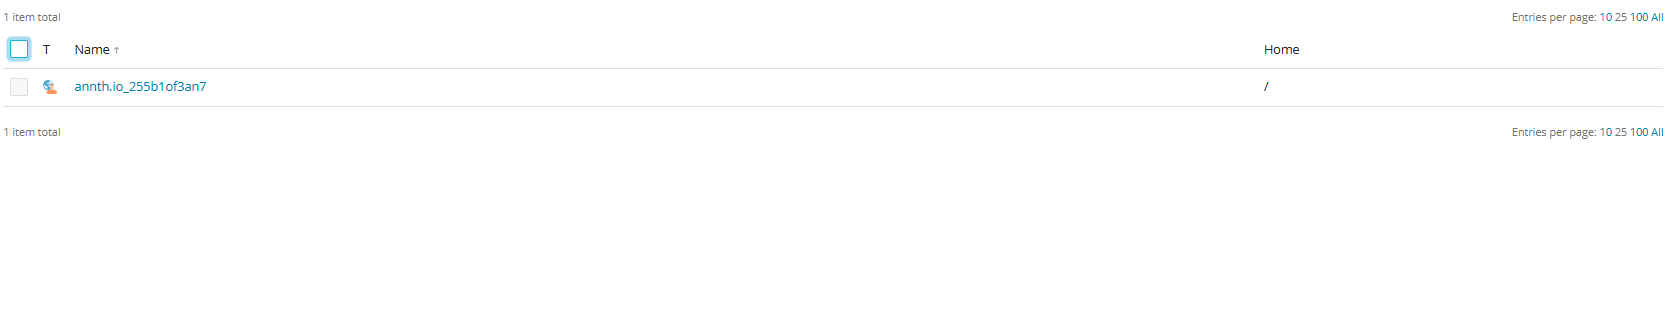 1 item total Entries per page: 10 25 100 All
T Name ↑ Home
annth.io_255b1of3an7 /
1 item total Entries per page: 10 25 100 All